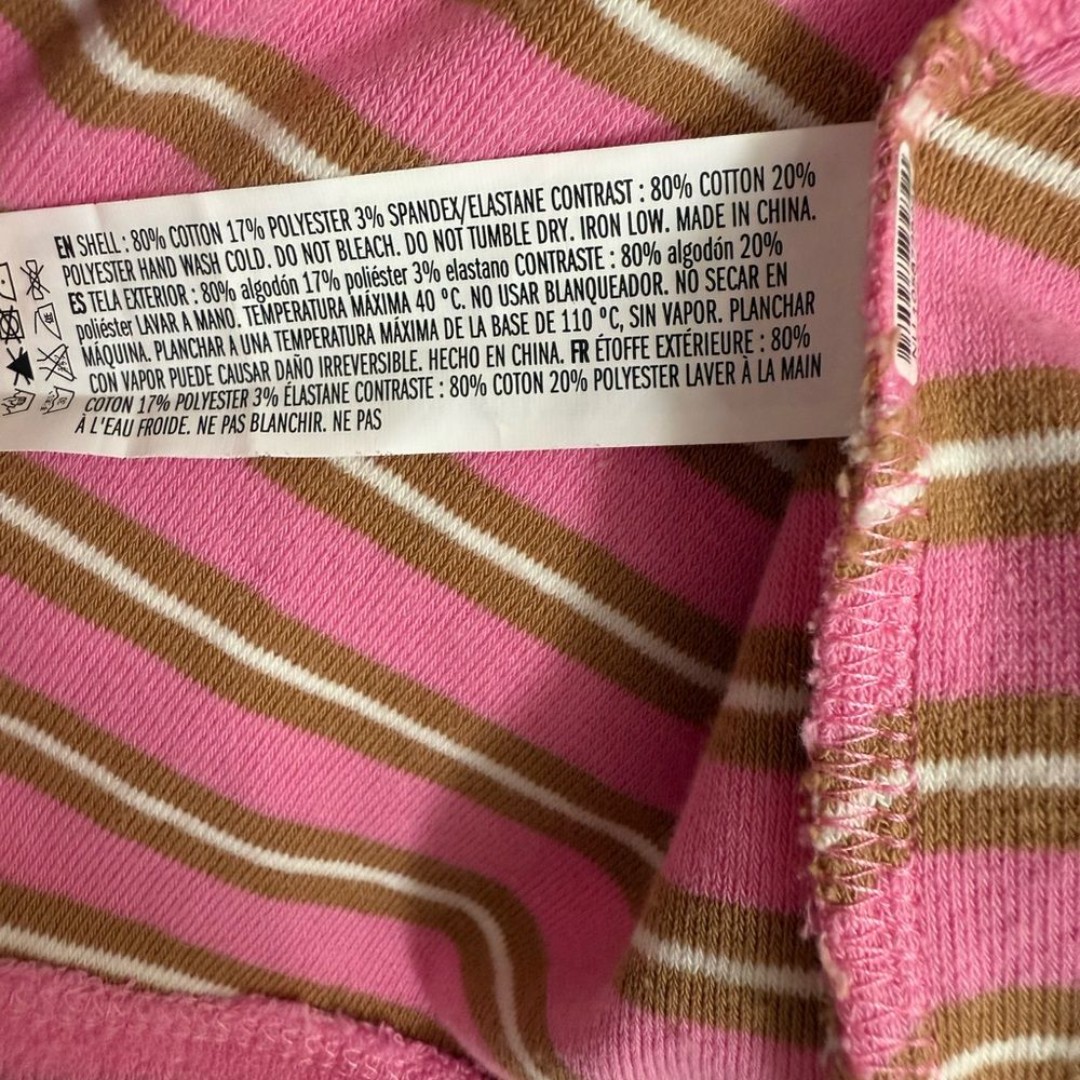 EN SHELL : 80% COTTON 17% POLYESTER 3% SPANDEX/ELASTANE CONTRAST : 80% COTTON 20%
POLYESTER HAND WASH COLD. DO NOT BLEACH. DO NOT TUMBLE DRY. IRON LOW. MADE IN CHINA.
ES TELA EXTERIOR : 80% algodón 17% poliéster 3% elastano CONTRASTE : 80% algodón 20%
poliéster LAVAR A MANO. TEMPERATURA MÁXIMA 40 °C. NO USAR BLANQUEADOR. NO SECAR EN
MÁQUINA. PLANCHAR A UNA TEMPERATURA MÁXIMA DE LA BASE DE 110 °C, SIN VAPOR. PLANCHAR
CON VAPOR PUEDE CAUSAR DAÑO IRREVERSIBLE. HECHO EN CHINA. FR ÉTOFFE EXTÉRIEURE : 80%
COTON 17% POLYESTER 3% ÉLASTANE CONTRASTE : 80% COTON 20% POLYESTER LAVER À LA MAIN
À L'EAU FROIDE. NE PAS BLANCHIR. NE PAS